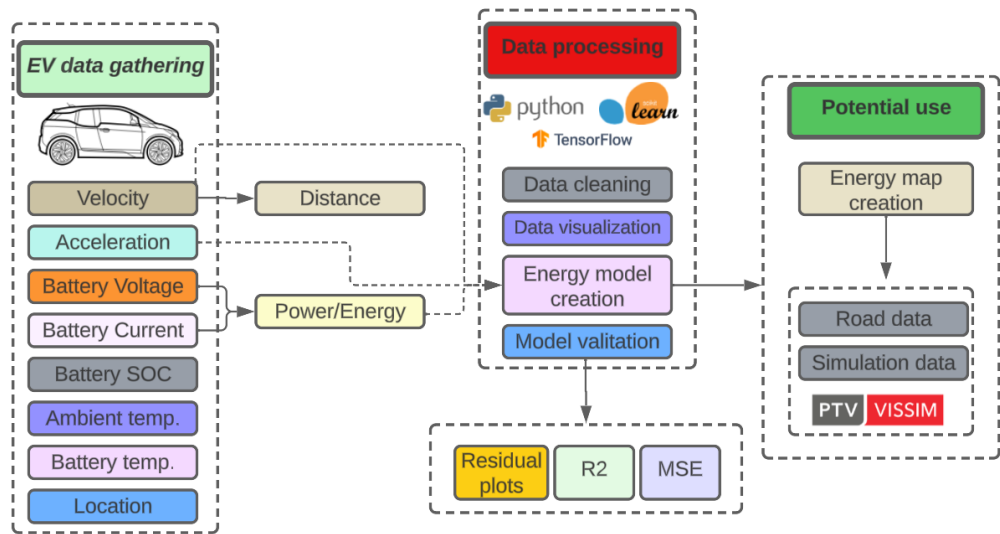 EV data gathering
Velocity
Acceleration
Battery Voltage
Battery Current
Battery SOC
Ambient temp.
Battery temp.
Location
Distance
Power/Energy
Data processing
python
learn
TensorFlow
Data cleaning
Data visualization
Energy model
creation
Model valitation
Residual
plots
R2
MSE
Potential use
Energy map
creation
Road data
Simulation data
PTV VISSIM